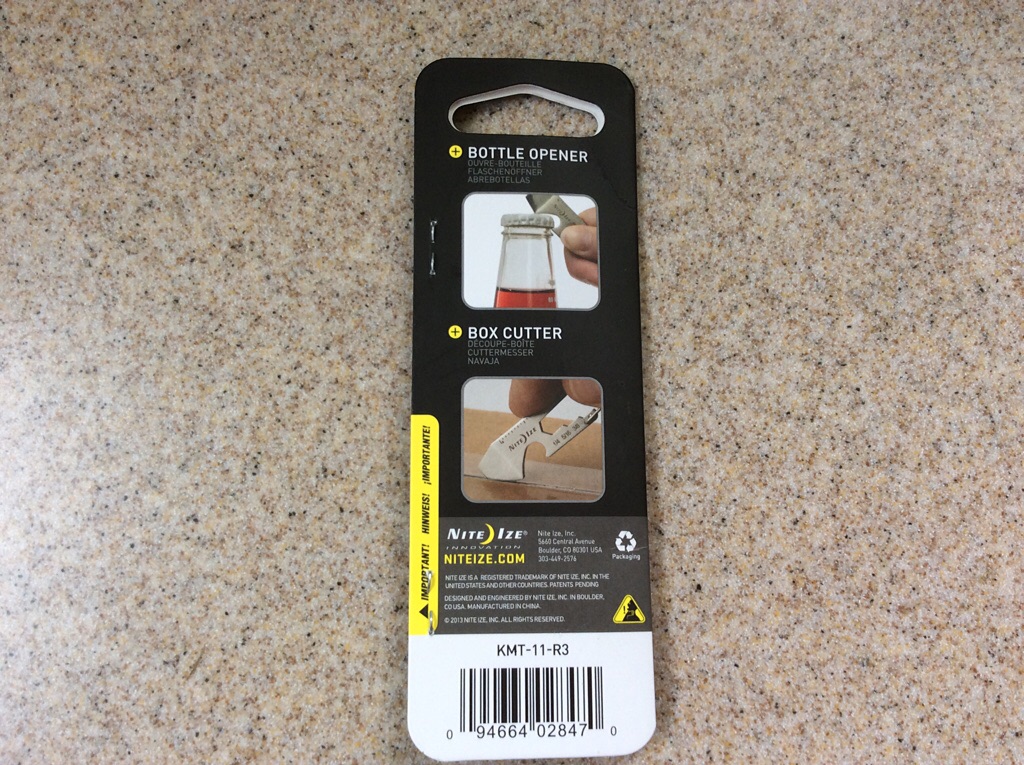 BOTTLE OPENER
OUVRE-BOUTEILLE
FLASCHENÖFFNER
ABREBOTELLAS
BOX CUTTER
DÉCOUPE-BOÎTE
CUTTERMESSER
NAVAJA
NITE IZE
IMPORTANT! HINWEIS! ¡IMPORTANTE!
NITE IZE®
INNOVATION
NITEIZE.COM
Nite Ize, Inc.
5660 Central Avenue
Boulder, CO 80301 USA
303-449-2576
Packaging
NITE IZE IS A REGISTERED TRADEMARK OF NITE IZE, INC. IN THE
UNITED STATES AND OTHER COUNTRIES. PATENTS PENDING
DESIGNED AND ENGINEERED BY NITE IZE, INC. IN BOULDER,
CO USA. MANUFACTURED IN CHINA.
© 2013 NITE IZE, INC. ALL RIGHTS RESERVED.
KMT-11-R3
0 94664 02847 0